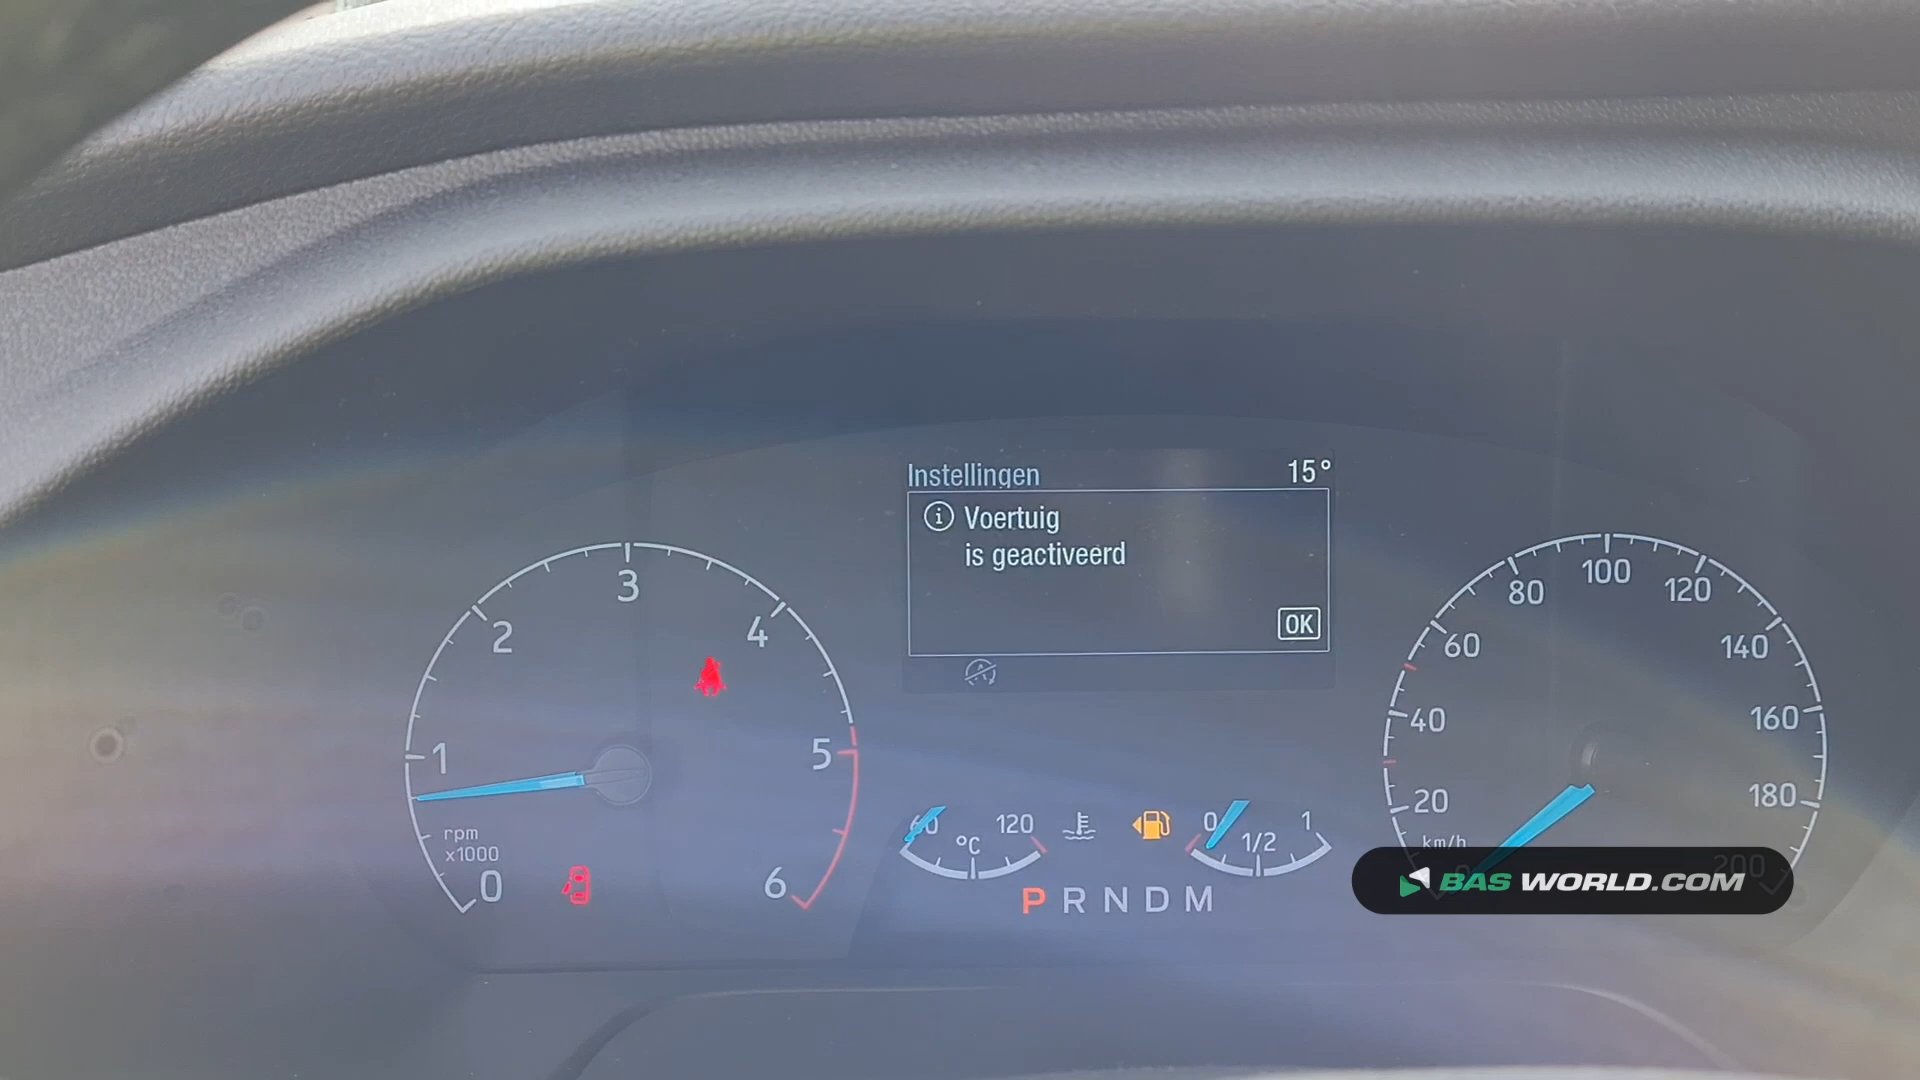 Instellingen 15°
i Voertuig
is geactiveerd
OK
0 1 2 3 4 5 6
rpm
x1000
60 120
°C
0 1/2 1
P R N D M
20 40 60 80 100 120 140 160 180 200
km/h
BAS WORLD.COM